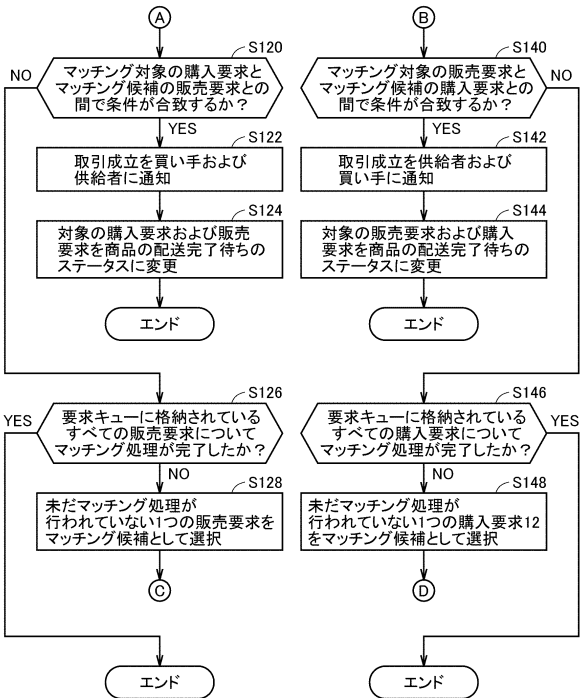 A
S120
マッチング対象の購入要求と
マッチング候補の販売要求との
間で条件が合致するか？
NO
YES
S122
取引成立を買い手および
供給者に通知
S124
対象の購入要求および販売
要求を商品の配送完了待ちの
ステータスに変更
エンド
S126
要求キューに格納されている
すべての販売要求について
マッチング処理が完了したか？
YES
NO
S128
未だマッチング処理が
行われていない1つの販売要求を
マッチング候補として選択
C
エンド
B
S140
マッチング対象の販売要求と
マッチング候補の購入要求との
間で条件が合致するか？
NO
YES
S142
取引成立を供給者および
買い手に通知
S144
対象の販売要求および購入
要求を商品の配送完了待ちの
ステータスに変更
エンド
S146
要求キューに格納されている
すべての購入要求について
マッチング処理が完了したか？
YES
NO
S148
未だマッチング処理が
行われていない1つの購入要求12
をマッチング候補として選択
D
エンド